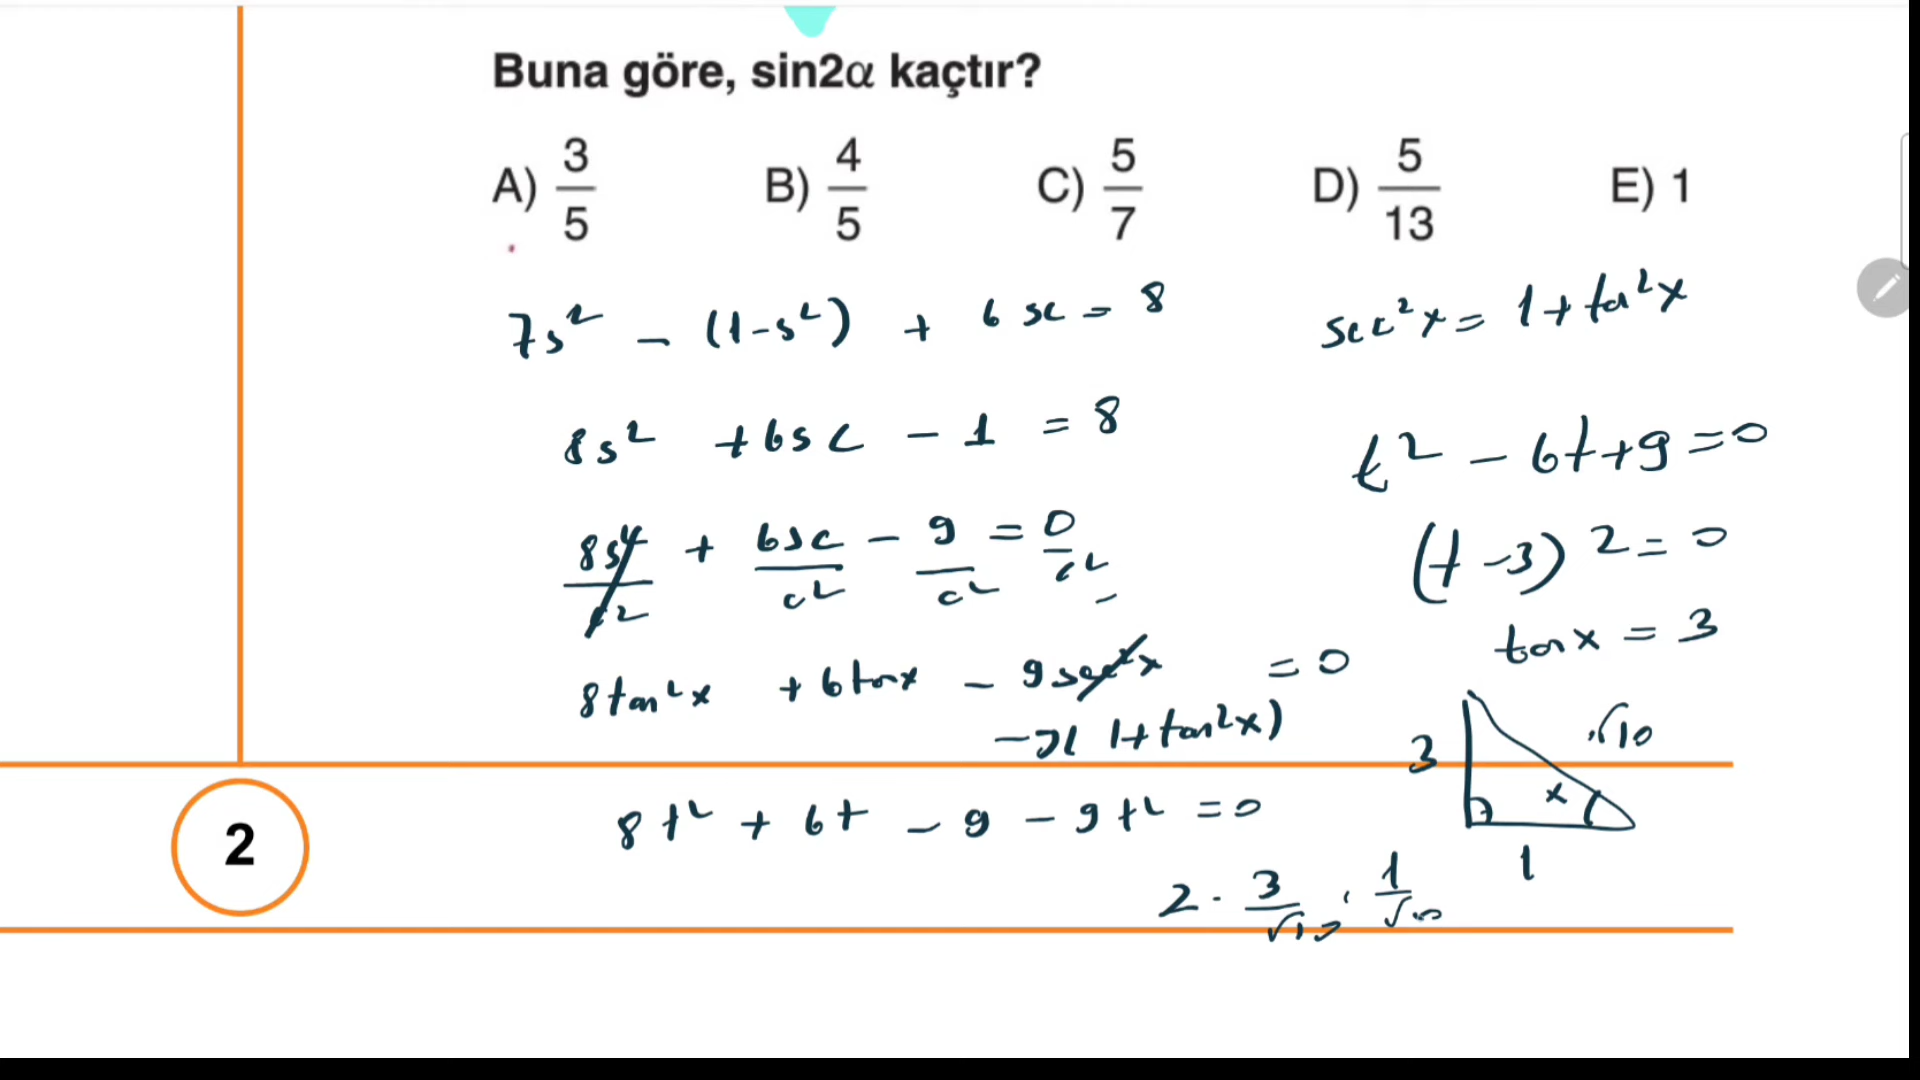 Buna göre, sin2α kaçtır?
A) 3/5 B) 4/5 C) 5/7 D) 5/13 E) 1
7s² - (1-s²) + 6sc = 8
sec²x = 1 + tan²x
8s² + 6sc - 1 = 8
t² - 6t + 9 = 0
8s²/c² + 6sc/c² - 9/c² = 0/c²
(t - 3)² = 0
tanx = 3
8tan²x + 6tanx - 9sec²x = 0
-9(1 + tan²x)
3 √10
x
1
8t² + 6t - 9 - 9t² = 0
2 · 3/√10 · 1/√10
2